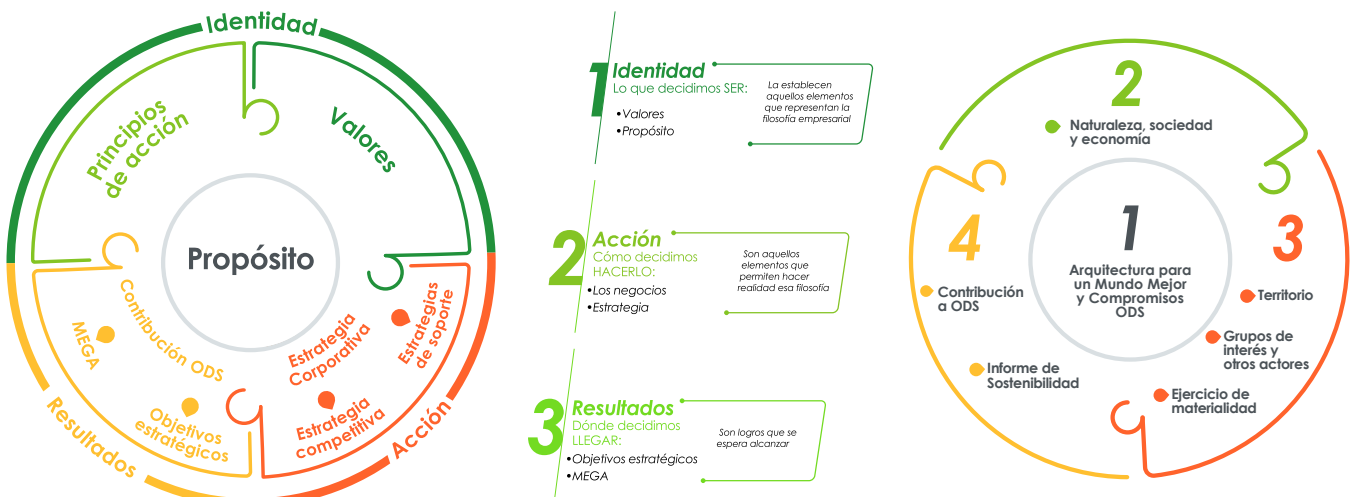 Identidad
Principios
de acción
Valores
Propósito
Contribución ODS
MEGA
Objetivos
estratégicos
Resultados
Estrategia
Corporativa
Estrategias
de soporte
Estrategia
competitiva
Acción
1
Identidad
Lo que decidimos SER:
•Valores
•Propósito
La establecen
aquellos elementos
que representan la
filosofía empresarial
2
Acción
Cómo decidimos
HACERLO:
•Los negocios
•Estrategia
Son aquellos
elementos que
permiten hacer
realidad esa filosofía
3
Resultados
Dónde decidimos
LLEGAR:
•Objetivos estratégicos
•MEGA
Son logros que se
espera alcanzar
2
Naturaleza, sociedad
y economía
1
Arquitectura para
un Mundo Mejor
y Compromisos
ODS
3
Territorio
Grupos de
interés y
otros actores
Ejercicio de
materialidad
4
Contribución
a ODS
Informe de
Sostenibilidad